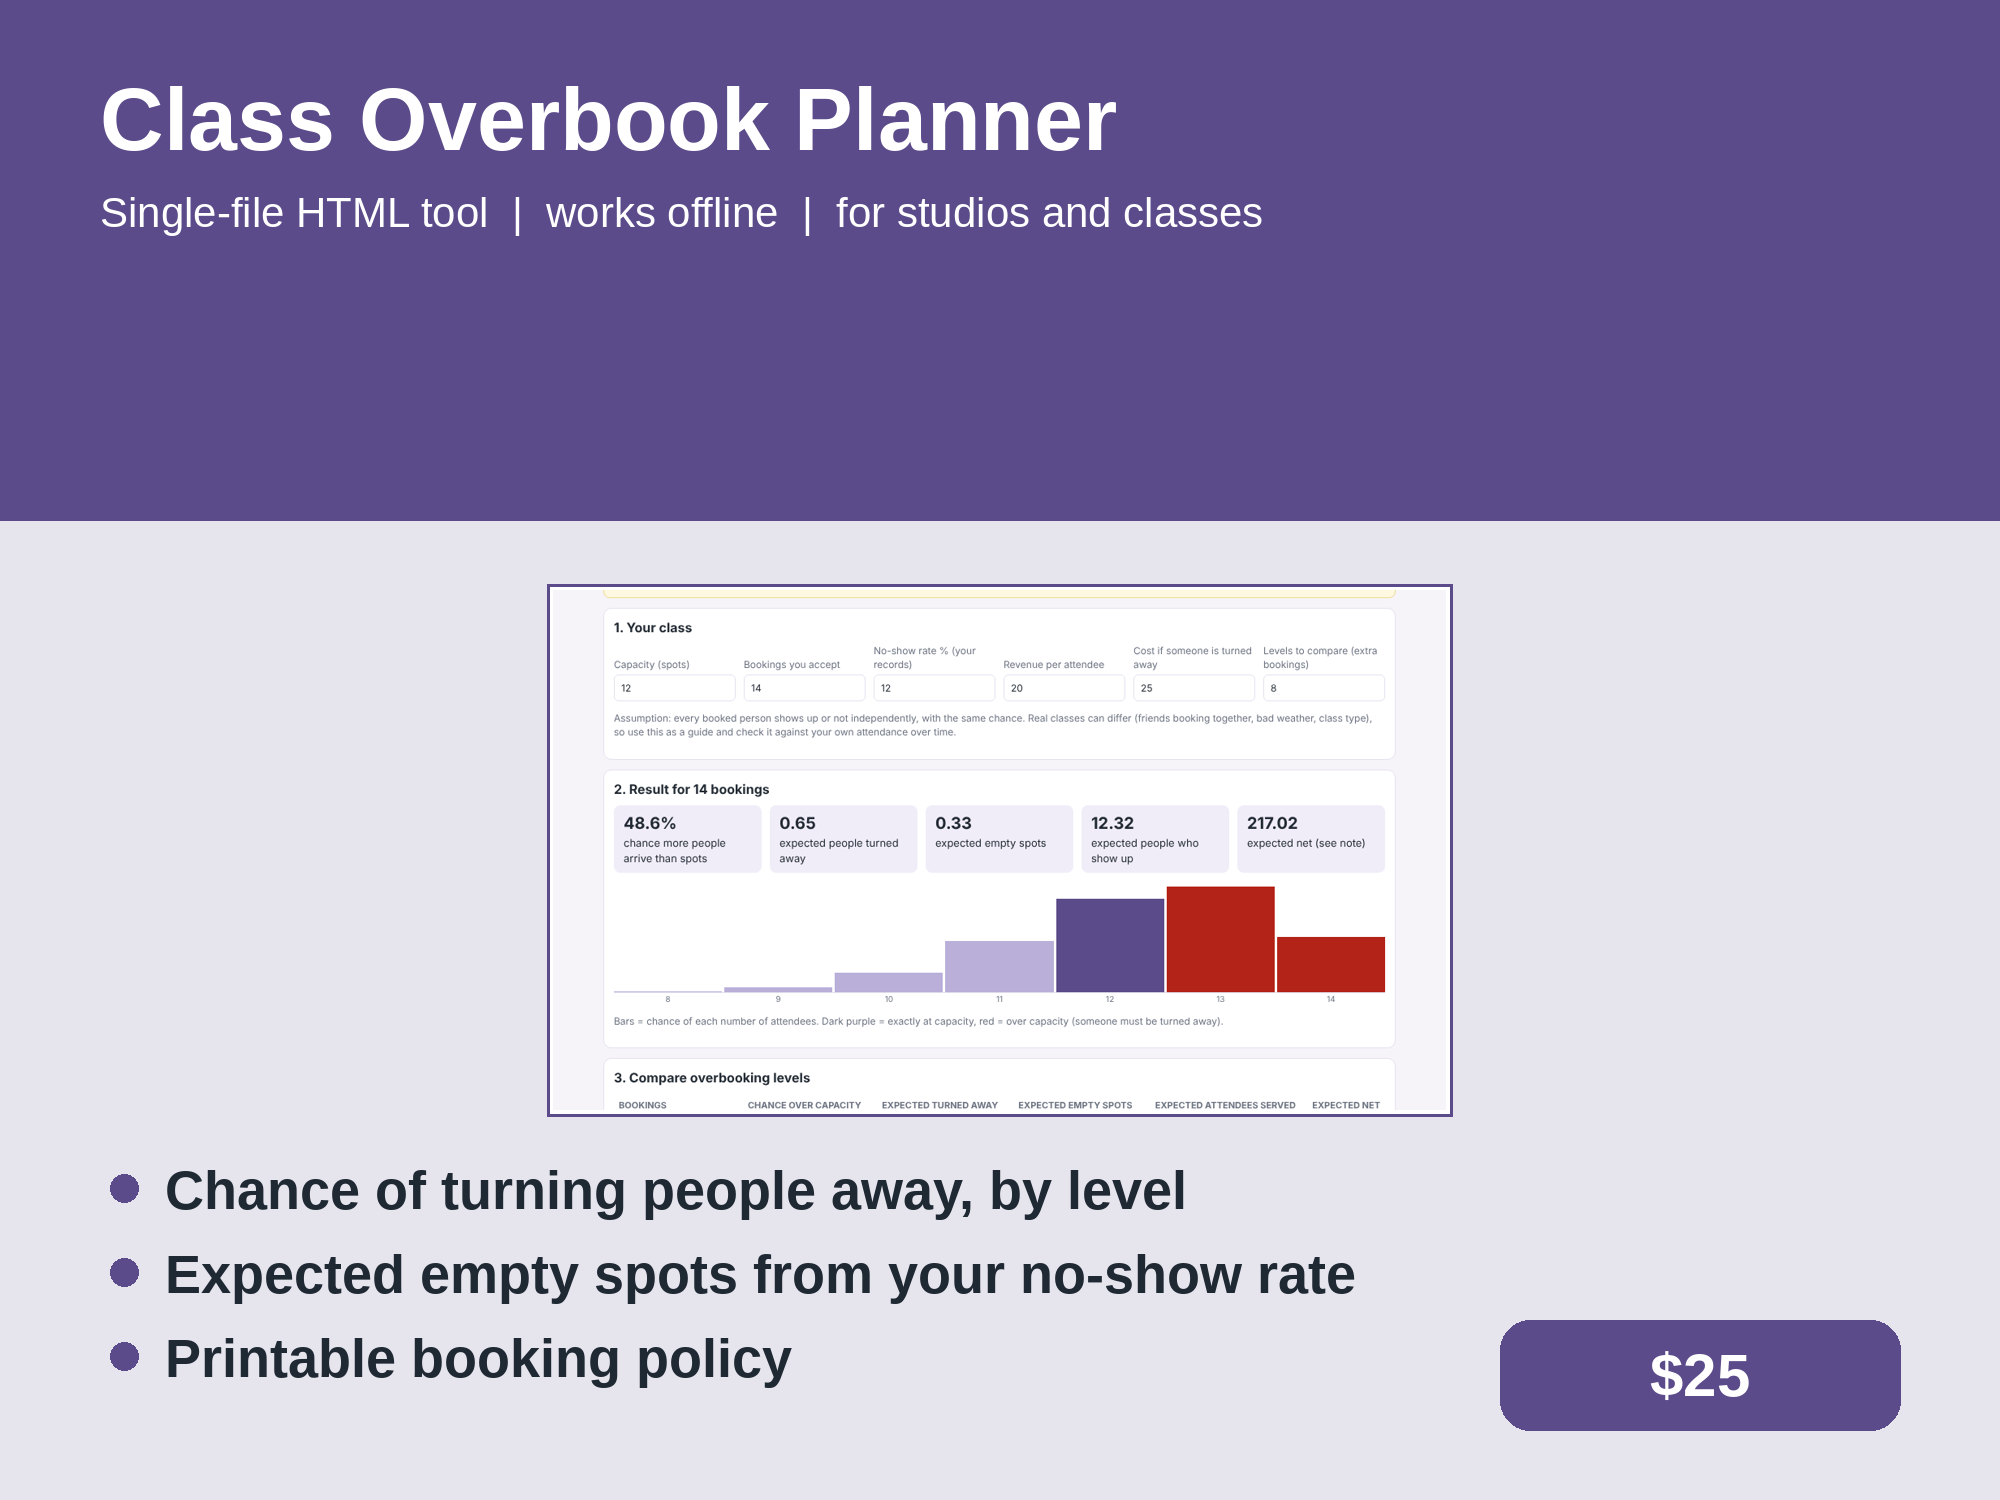 Class Overbook Planner
Single-file HTML tool | works offline | for studios and classes
1. Your class
Capacity (spots)
Bookings you accept
No-show rate % (your
records)
Revenue per attendee
Cost if someone is turned
away
Levels to compare (extra
bookings)
12
14
12
20
25
8
Assumption: every booked person shows up or not independently, with the same chance. Real classes can differ (friends booking together, bad weather, class type),
so use this as a guide and check it against your own attendance over time.
2. Result for 14 bookings
48.6%
chance more people
arrive than spots
0.65
expected people turned
away
0.33
expected empty spots
12.32
expected people who
show up
217.02
expected net (see note)
8
9
10
11
12
13
14
Bars = chance of each number of attendees. Dark purple = exactly at capacity, red = over capacity (someone must be turned away).
3. Compare overbooking levels
BOOKINGS
CHANCE OVER CAPACITY
EXPECTED TURNED AWAY
EXPECTED EMPTY SPOTS
EXPECTED ATTENDEES SERVED
EXPECTED NET
Chance of turning people away, by level
Expected empty spots from your no-show rate
Printable booking policy
$25